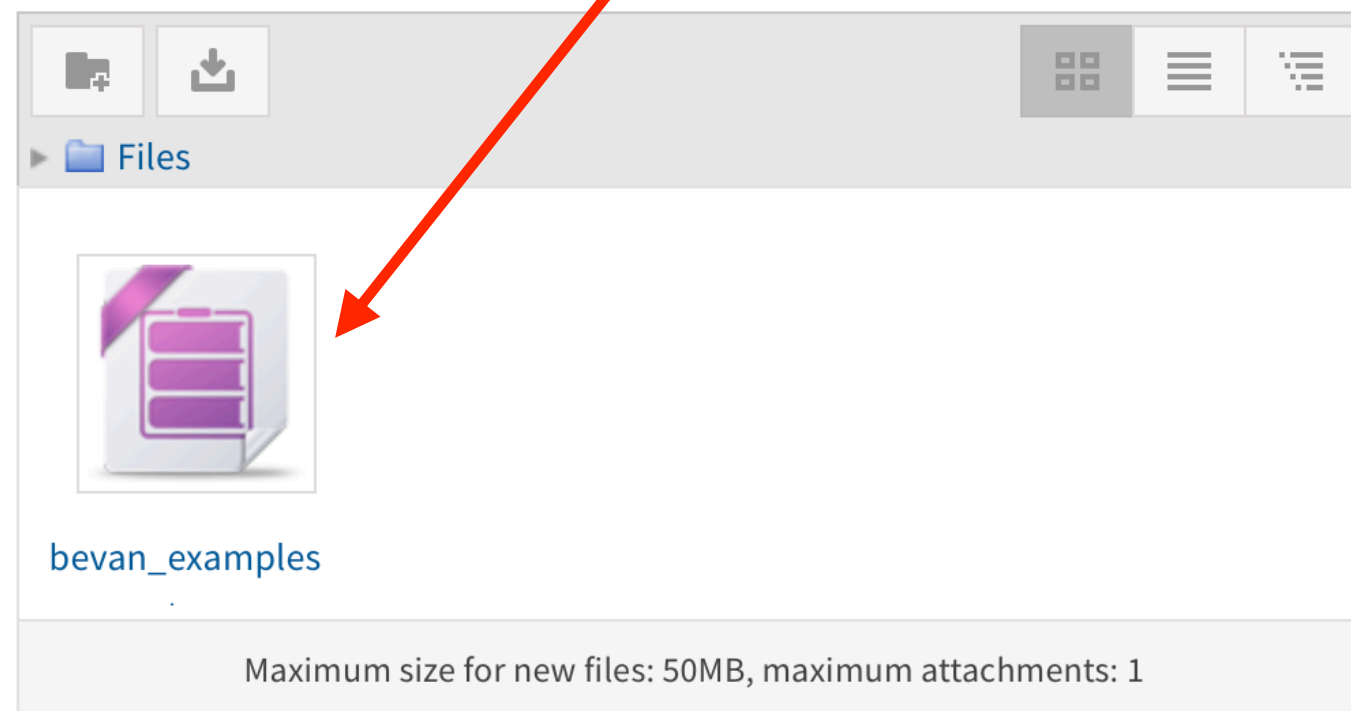 Files
bevan_examples
Maximum size for new files: 50MB, maximum attachments: 1